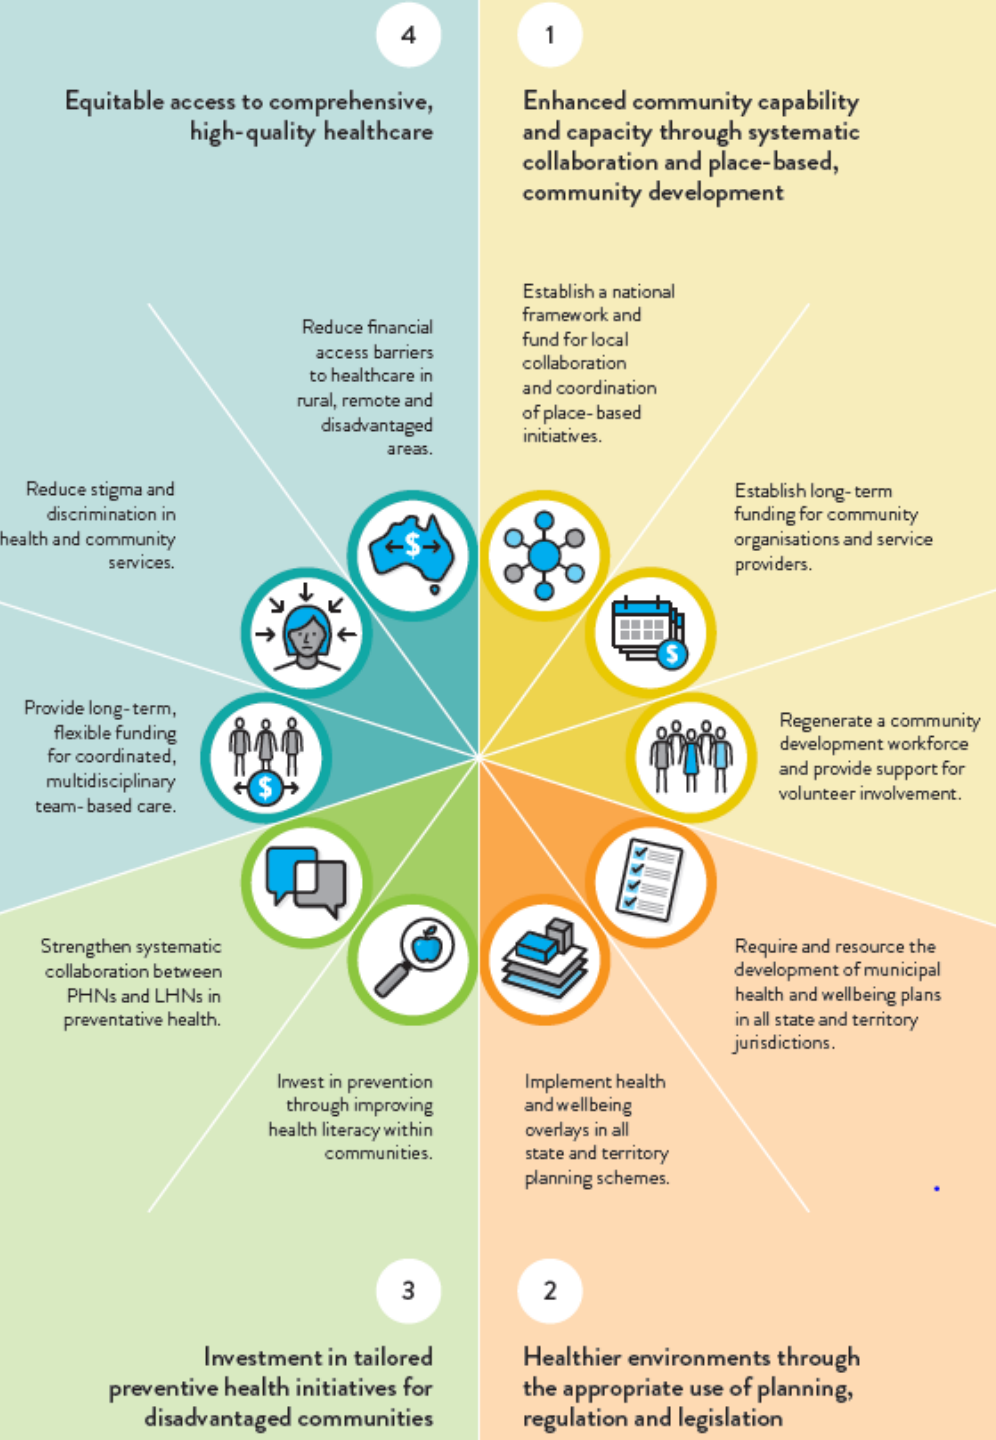 4
Equitable access to comprehensive,
high-quality healthcare
Reduce financial
access barriers
to healthcare in
rural, remote and
disadvantaged
areas.
Reduce stigma and
discrimination in
health and community
services.
Provide long-term,
flexible funding
for coordinated,
multidisciplinary
team-based care.
1
Enhanced community capability
and capacity through systematic
collaboration and place-based,
community development
Establish a national
framework and
fund for local
collaboration
and coordination
of place-based
initiatives.
Establish long-term
funding for community
organisations and service
providers.
Regenerate a community
development workforce
and provide support for
volunteer involvement.
$
$
$
Strengthen systematic
collaboration between
PHNs and LHNs in
preventative health.
Invest in prevention
through improving
health literacy within
communities.
3
Investment in tailored
preventive health initiatives for
disadvantaged communities
Require and resource the
development of municipal
health and wellbeing plans
in all state and territory
jurisdictions.
Implement health
and wellbeing
overlays in all
state and territory
planning schemes.
2
Healthier environments through
the appropriate use of planning,
regulation and legislation